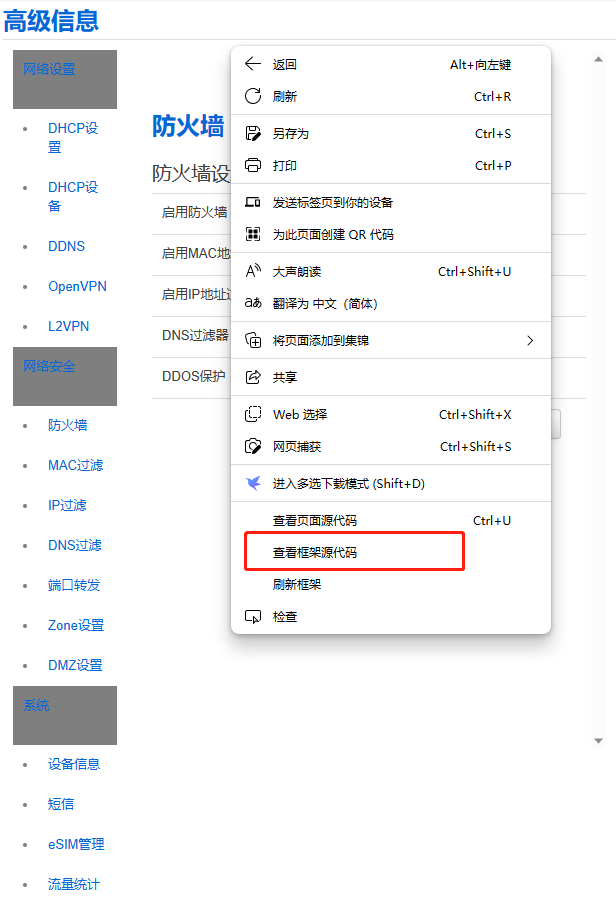 高级信息
网络设置
DHCP设
置
DHCP设
备
DDNS
OpenVPN
L2VPN
网络安全
防火墙
MAC过滤
IP过滤
DNS过滤
端口转发
Zone设置
DMZ设置
系统
设备信息
短信
eSIM管理
流量统计
防火墙
防火墙设
启用防火墙
启用MAC地
启用IP地址
DNS过滤器
DDOS保护
返回 Alt+向左键
刷新 Ctrl+R
另存为 Ctrl+S
打印 Ctrl+P
发送标签页到你的设备
为此页面创建 QR 代码
大声朗读 Ctrl+Shift+U
翻译为 中文（简体）
将页面添加到集锦
共享
Web 选择 Ctrl+Shift+X
网页捕获 Ctrl+Shift+S
进入多选下载模式 (Shift+D)
查看页面源代码 Ctrl+U
查看框架源代码
刷新框架
检查